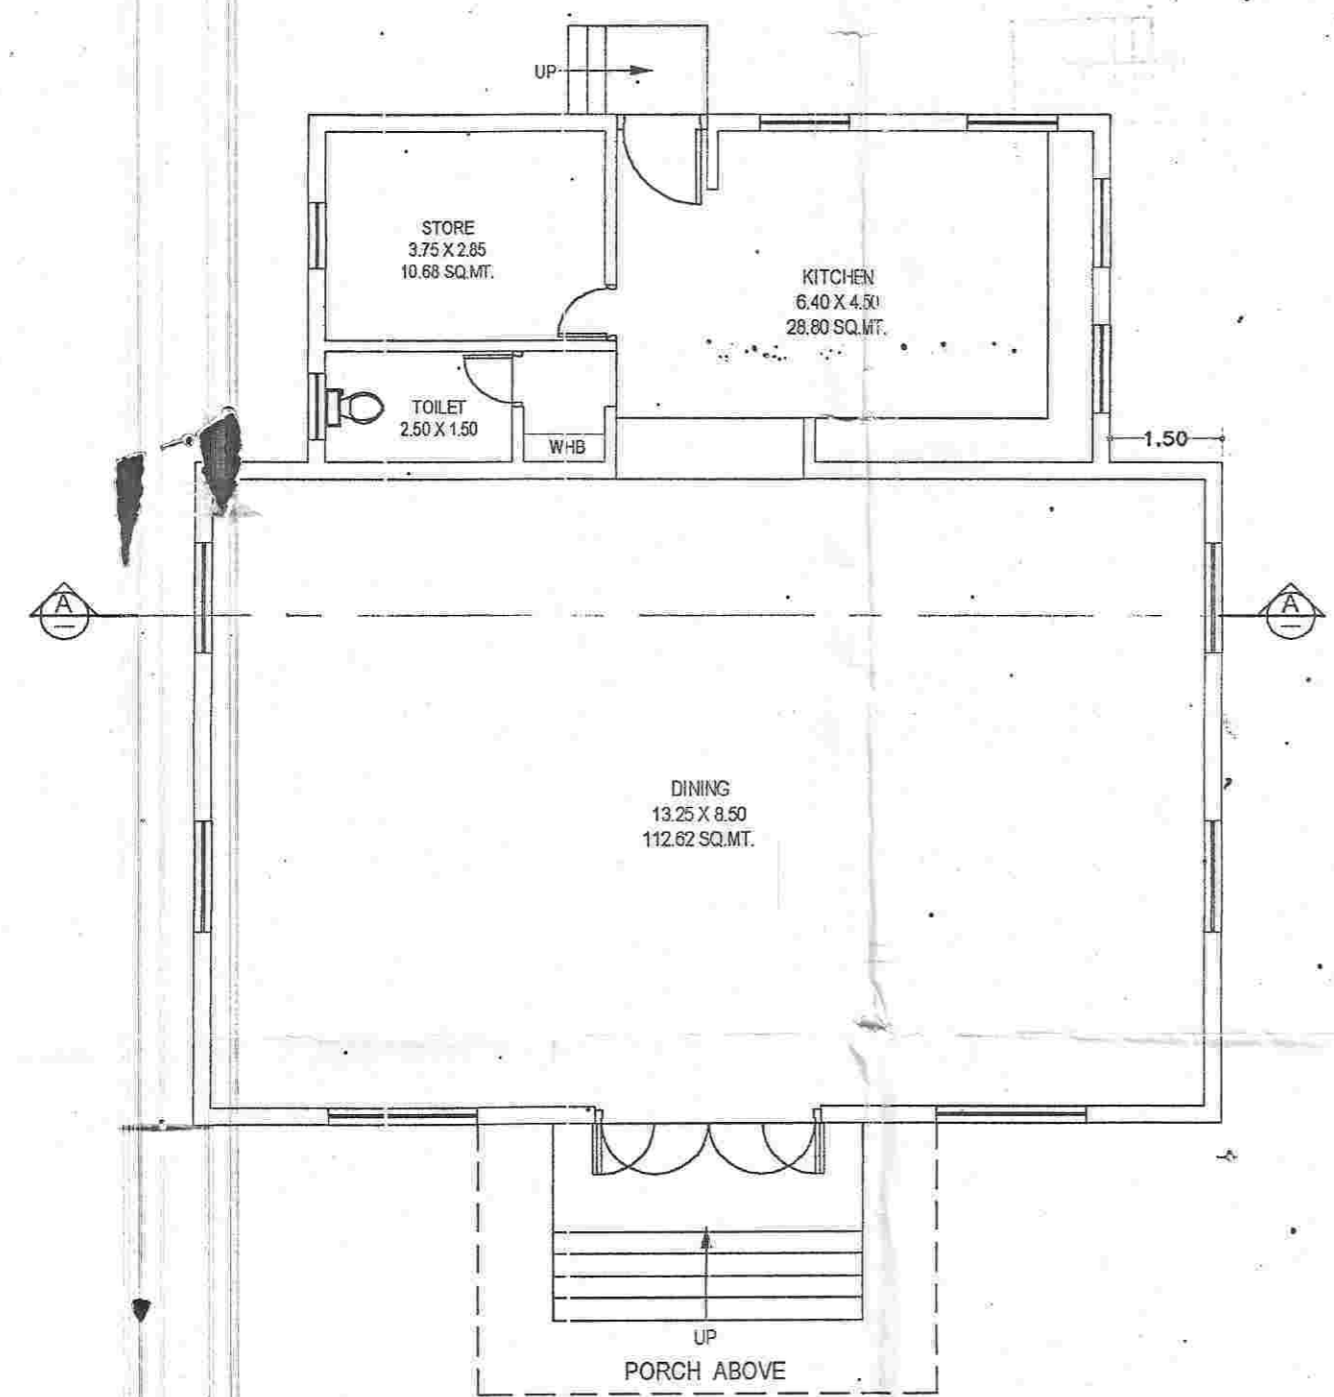 UP
STORE
3.75 X 2.85
10.68 SQ.MT.
KITCHEN
6.40 X 4.50
28.80 SQ.MT.
TOILET
2.50 X 1.50
WHB
1.50
A
A
DINING
13.25 X 8.50
112.62 SQ.MT.
UP
PORCH ABOVE